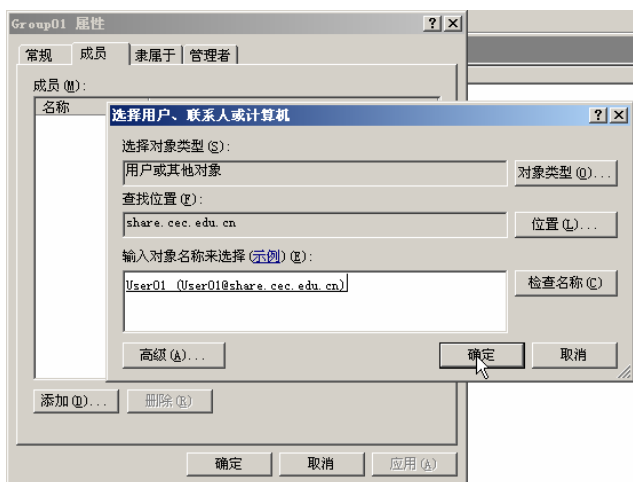 Group01 属性
常规 成员 隶属于 管理者
成员(M):
名称
选择用户、联系人或计算机
选择对象类型(S):
用户或其他对象
对象类型(O)...
查找位置(F):
share.cec.edu.cn
位置(L)...
输入对象名称来选择(示例)(E):
User01 (User01@share.cec.edu.cn)
检查名称(C)
高级(A)...
确定
取消
添加(D)...
删除(R)
确定
取消
应用(A)